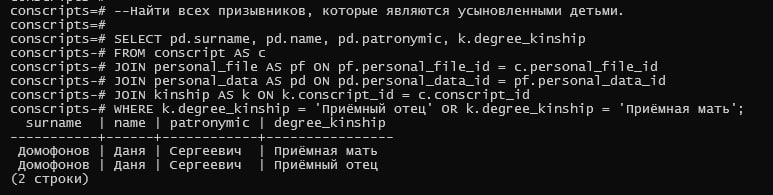 conscripts=# --Найти всех призывников, которые являются усыновленными детьми.
conscripts=#
conscripts=# SELECT pd.surname, pd.name, pd.patronymic, k.degree_kinship
conscripts-# FROM conscript AS c
conscripts-# JOIN personal_file AS pf ON pf.personal_file_id = c.personal_file_id
conscripts-# JOIN personal_data AS pd ON pd.personal_data_id = pf.personal_data_id
conscripts-# JOIN kinship AS k ON k.conscript_id = c.conscript_id
conscripts-# WHERE k.degree_kinship = 'Приёмный отец' OR k.degree_kinship = 'Приёмная мать';
  surname  | name | patronymic | degree_kinship
-----------+------+------------+----------------
 Домофонов | Даня | Сергеевич  | Приёмная мать
 Домофонов | Даня | Сергеевич  | Приёмный отец
(2 строки)